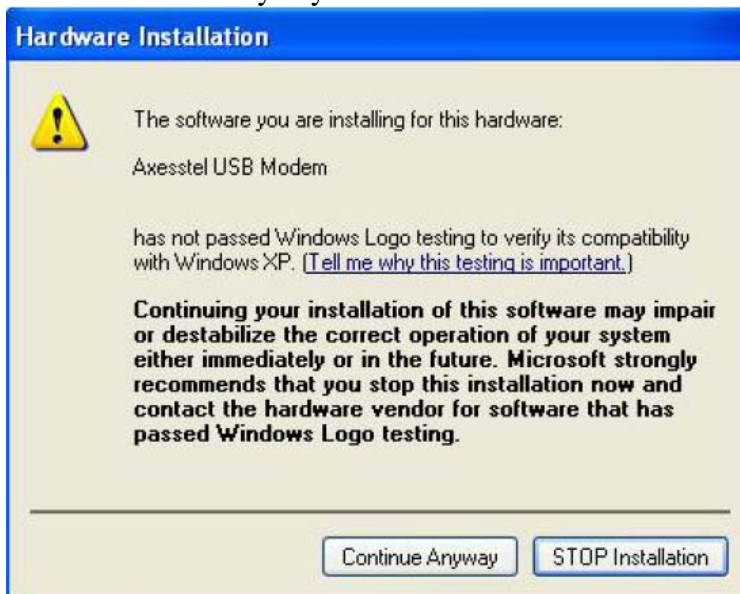 Hardware Installation
The software you are installing for this hardware:
Axesstel USB Modem
has not passed Windows Logo testing to verify its compatibility
with Windows XP. (Tell me why this testing is important.)
Continuing your installation of this software may impair
or destabilize the correct operation of your system
either immediately or in the future. Microsoft strongly
recommends that you stop this installation now and
contact the hardware vendor for software that has
passed Windows Logo testing.
Continue Anyway STOP Installation